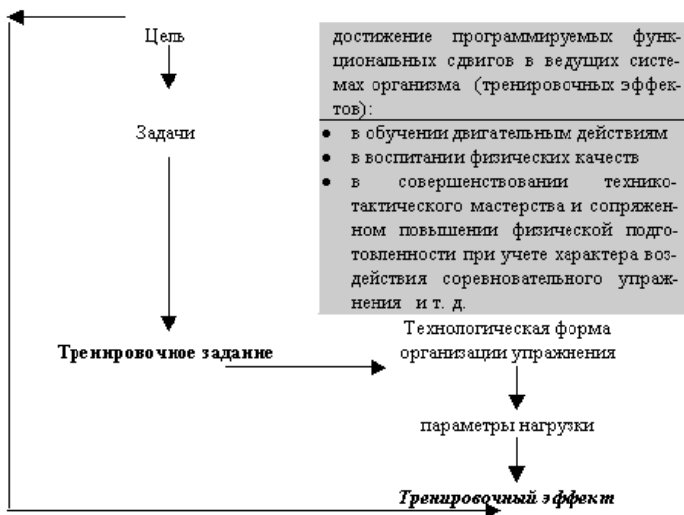 Цель
достижение программируемых функ-
циональных сдвигов в ведущих систе-
мах организма (тренировочных эффек-
тов):
Задачи
● в обучении двигательным действиям
● в воспитании физических качеств
● в совершенствовании технико-
тактического мастерства и сопряжен-
ном повышении физической подго-
товленности при учете характера воз-
действия соревновательного упраж-
нения и т. д.
Тренировочное задание
Технологическая форма
организации упражнения
параметры нагрузки
Тренировочный эффект